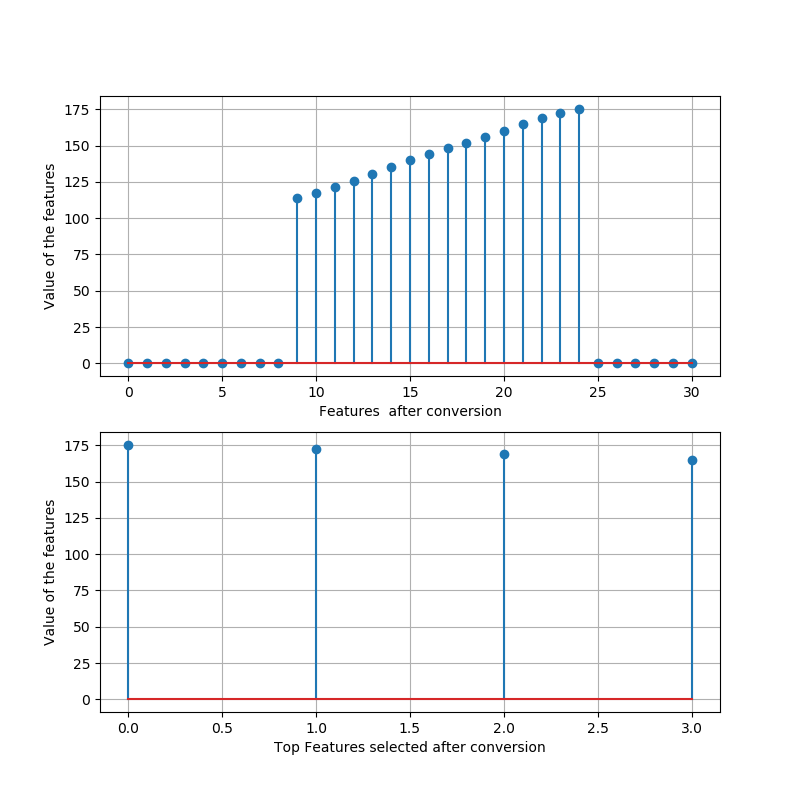 175
150
125
100
75
50
25
0
Value of the features
0 5 10 15 20 25 30
Features  after conversion
175
150
125
100
75
50
25
0
Value of the features
0.0 0.5 1.0 1.5 2.0 2.5 3.0
Top Features selected after conversion